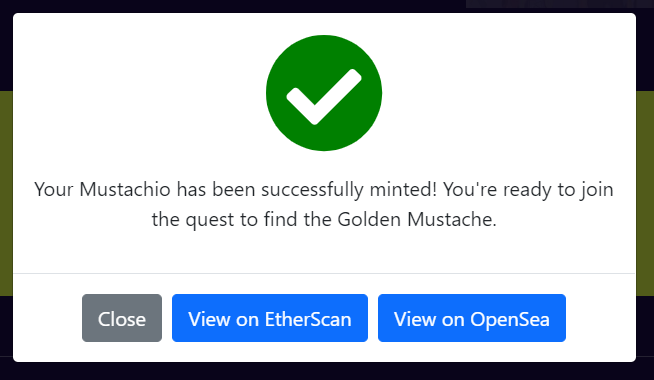 Your Mustachio has been successfully minted! You're ready to join
the quest to find the Golden Mustache.
Close
View on EtherScan
View on OpenSea